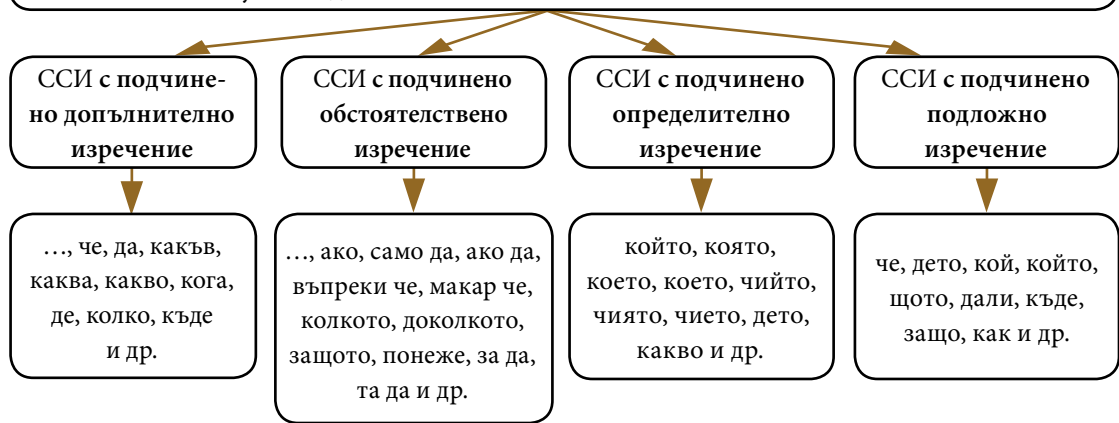 ССИ с подчине-
но допълнително
изречение
ССИ с подчинено
обстоятелствено
изречение
ССИ с подчинено
определително
изречение
ССИ с подчинено
подложно
изречение
…, че, да, какъв,
каква, какво, кога,
де, колко, къде
и др.
…, ако, само да, ако да,
въпреки че, макар че,
колкото, доколкото,
защото, понеже, за да,
та да и др.
който, която,
което, което, чийто,
чиято, чието, дето,
какво и др.
че, дето, кой, който,
щото, дали, къде,
защо, как и др.